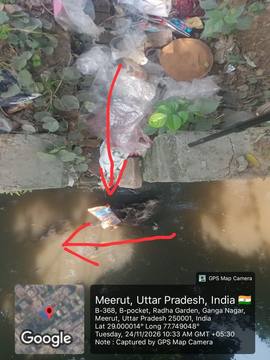 GPS Map Camera
Meerut, Uttar Pradesh, India 🇮🇳
B-368, B-pocket, Radha Garden, Ganga Nagar,
Meerut, Uttar Pradesh 250001, India
Lat 29.000014° Long 77.749048°
Tuesday, 24/11/2026 10:33 AM GMT +05:30
Note : Captured by GPS Map Camera
Google